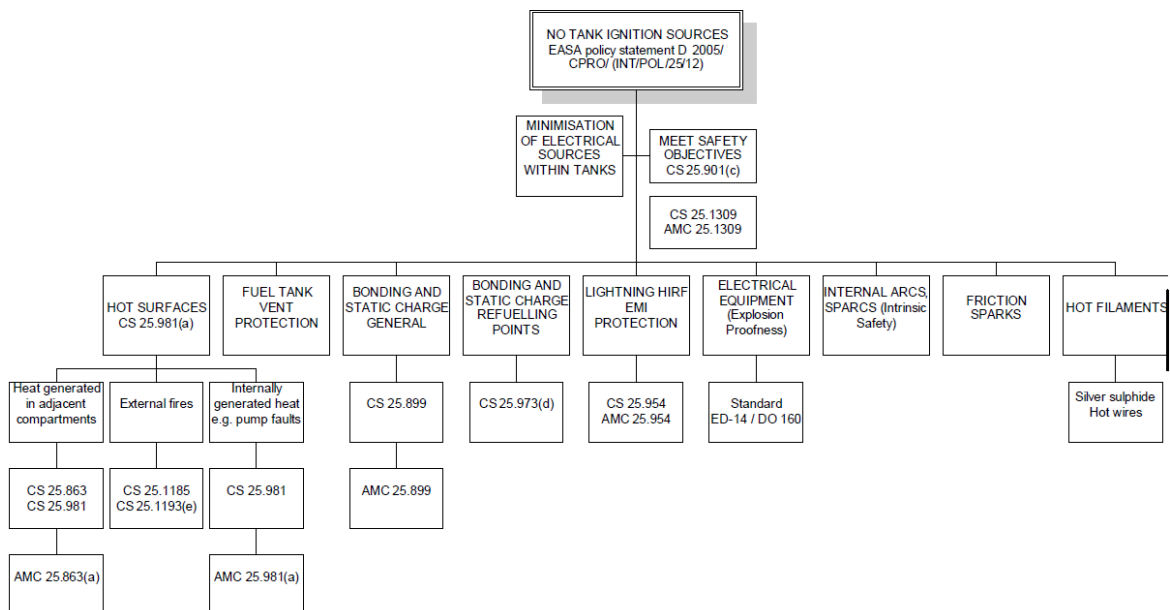 NO TANK IGNITION SOURCES
EASA policy statement D 2005/
CPRO/ (INT/POL/25/12)
MINIMISATION
OF ELECTRICAL
SOURCES
WITHIN TANKS
MEET SAFETY
OBJECTIVES
CS 25.901(c)
CS 25.1309
AMC 25.1309
HOT SURFACES
CS 25.981(a)
FUEL TANK
VENT
PROTECTION
BONDING AND
STATIC CHARGE
GENERAL
BONDING AND
STATIC CHARGE
REFUELLING
POINTS
LIGHTNING HIRF
EMI
PROTECTION
ELECTRICAL
EQUIPMENT
(Explosion
Proofness)
INTERNAL ARCS,
SPARCS (Intrinsic
Safety)
FRICTION
SPARKS
HOT FILAMENTS
Heat generated
in adjacent
compartments
External fires
Internally
generated heat
e.g. pump faults
CS 25.899
CS 25.973(d)
CS 25.954
AMC 25.954
Standard
ED-14 / DO 160
Silver sulphide
Hot wires
CS 25.863
CS 25.981
CS 25.1185
CS 25.1193(e)
CS 25.981
AMC 25.899
AMC 25.863(a)
AMC 25.981(a)